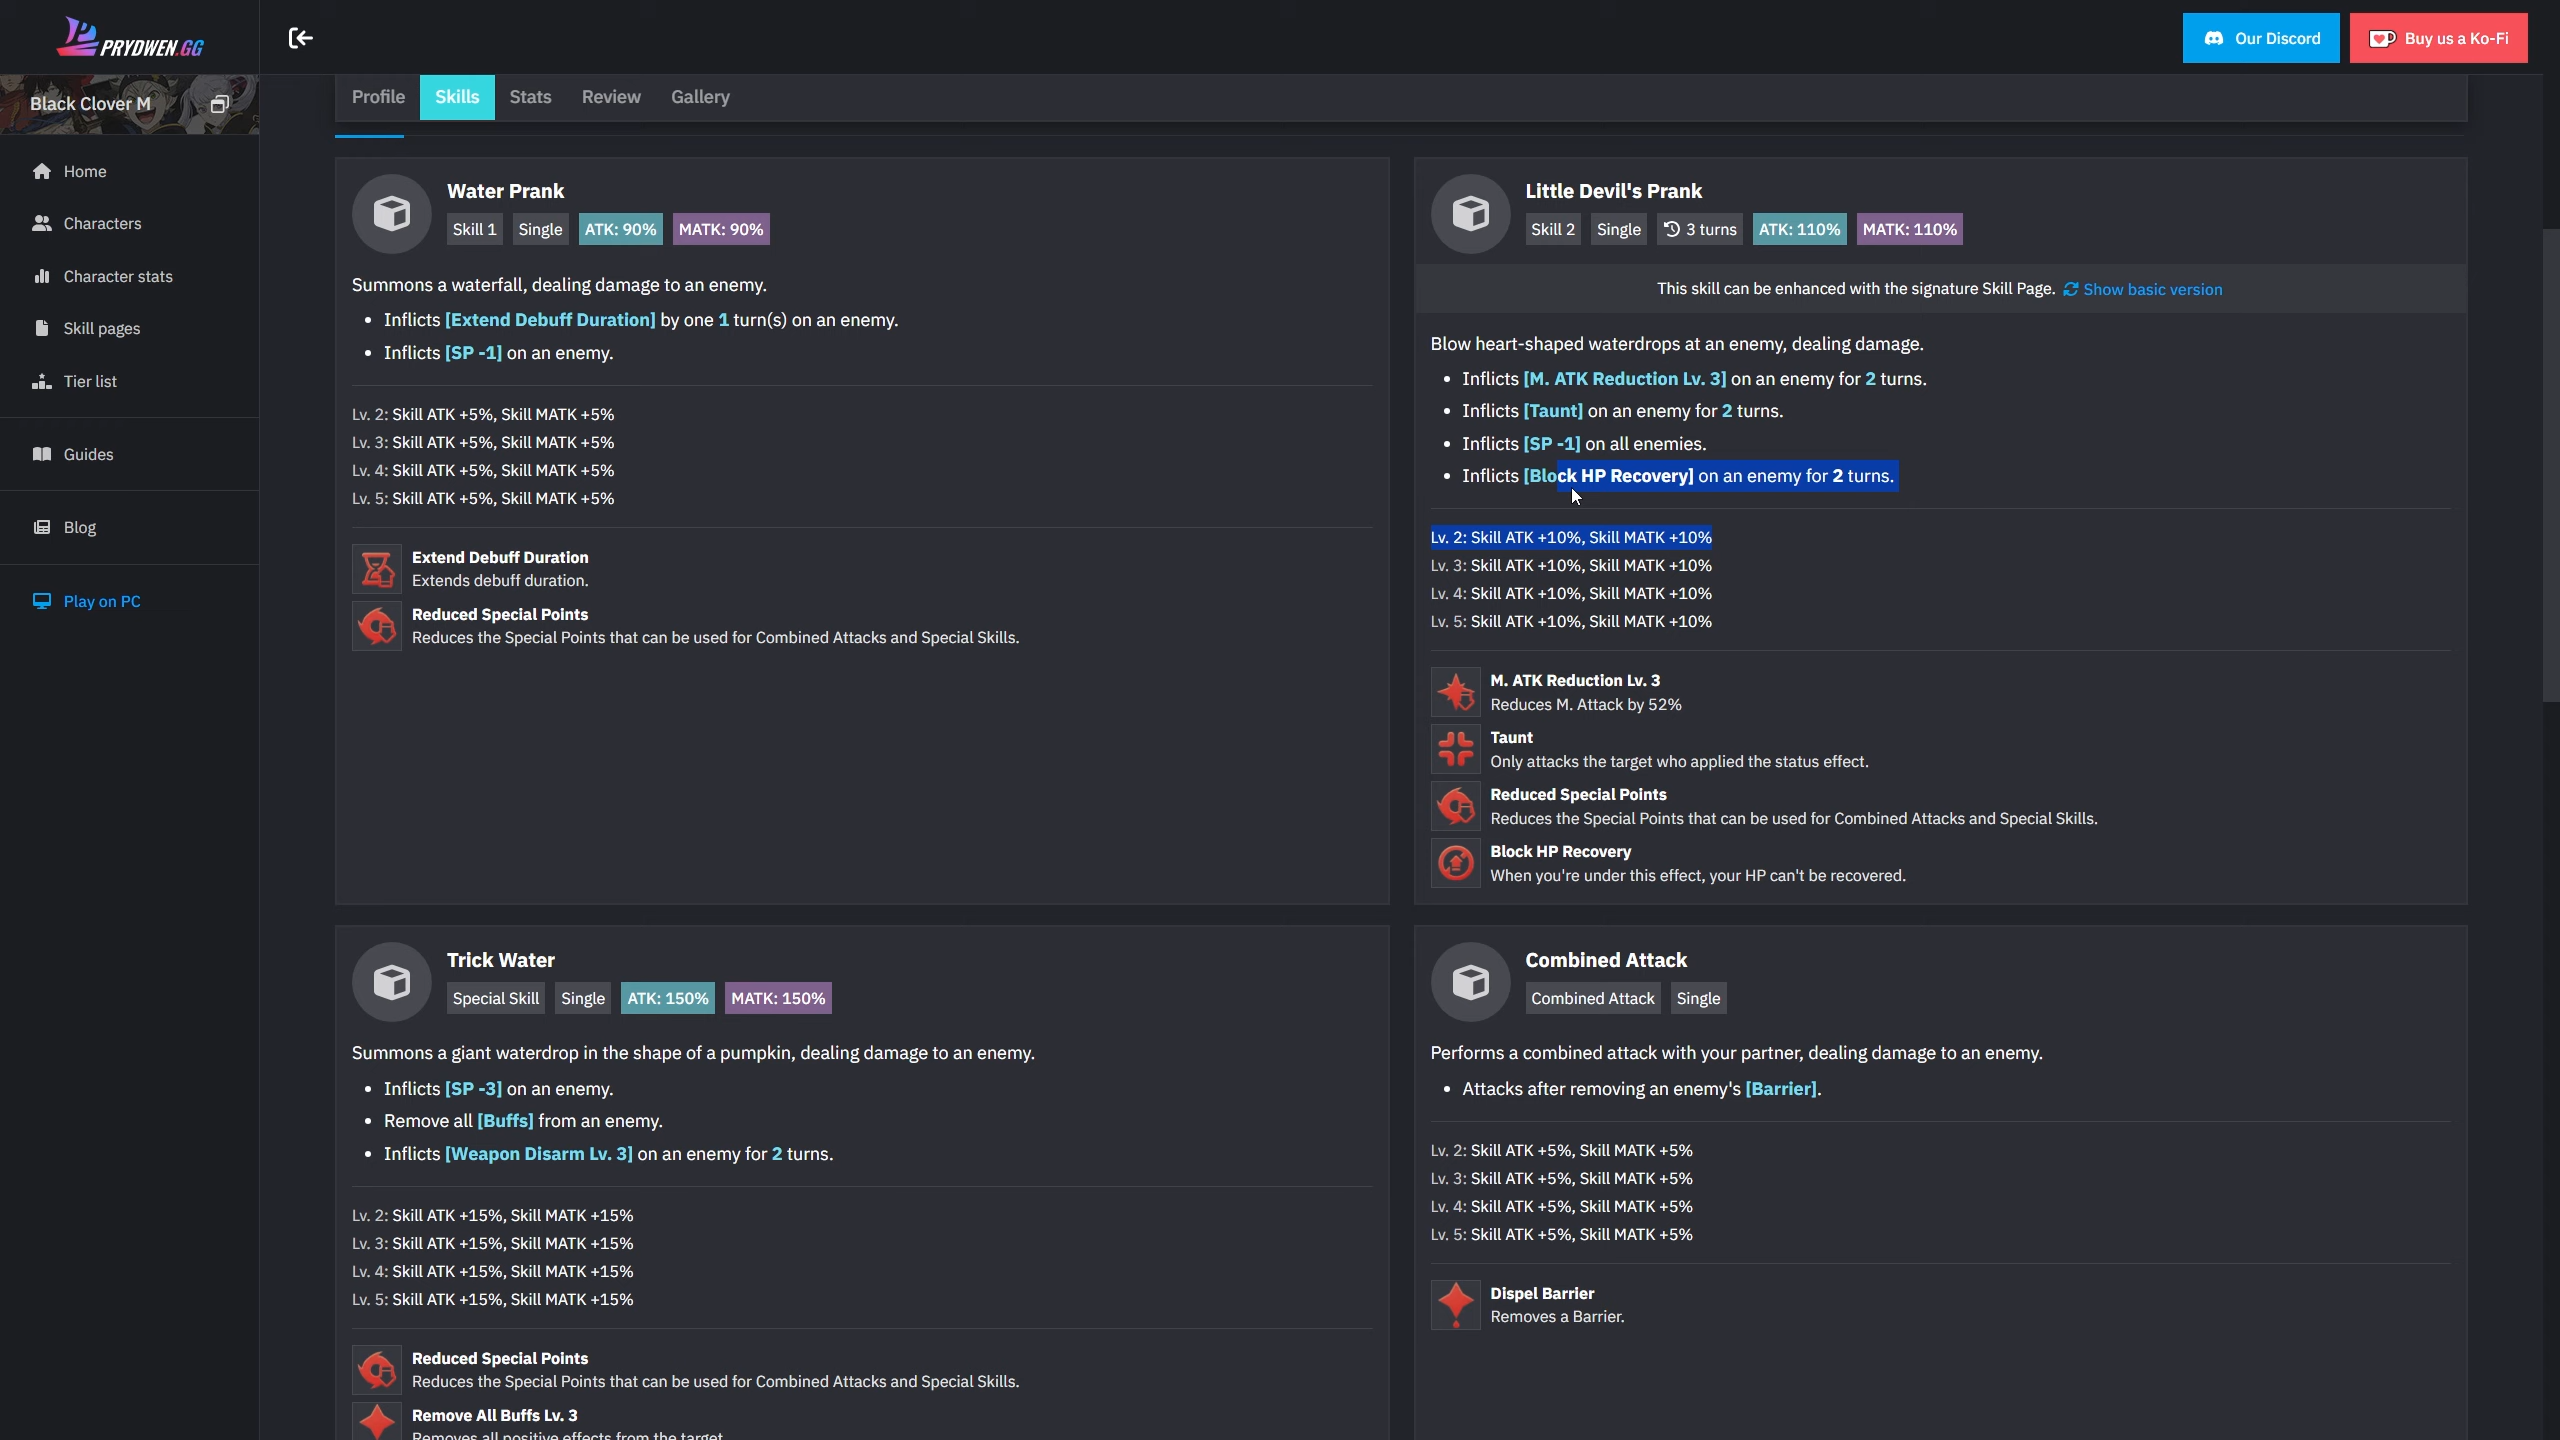 PRYDWEN.GG
Our Discord
Buy us a Ko-Fi
Black Clover M
Home
Characters
Character stats
Skill pages
Tier list
Guides
Blog
Play on PC
Profile Skills Stats Review Gallery
Water Prank
Skill 1 Single ATK: 90% MATK: 90%
Summons a waterfall, dealing damage to an enemy.
• Inflicts [Extend Debuff Duration] by one 1 turn(s) on an enemy.
• Inflicts [SP -1] on an enemy.
Lv. 2: Skill ATK +5%, Skill MATK +5%
Lv. 3: Skill ATK +5%, Skill MATK +5%
Lv. 4: Skill ATK +5%, Skill MATK +5%
Lv. 5: Skill ATK +5%, Skill MATK +5%
Extend Debuff Duration
Extends debuff duration.
Reduced Special Points
Reduces the Special Points that can be used for Combined Attacks and Special Skills.
Little Devil's Prank
Skill 2 Single 3 turns ATK: 110% MATK: 110%
This skill can be enhanced with the signature Skill Page. Show basic version
Blow heart-shaped waterdrops at an enemy, dealing damage.
• Inflicts [M. ATK Reduction Lv. 3] on an enemy for 2 turns.
• Inflicts [Taunt] on an enemy for 2 turns.
• Inflicts [SP -1] on all enemies.
• Inflicts [Block HP Recovery] on an enemy for 2 turns.
Lv. 2: Skill ATK +10%, Skill MATK +10%
Lv. 3: Skill ATK +10%, Skill MATK +10%
Lv. 4: Skill ATK +10%, Skill MATK +10%
Lv. 5: Skill ATK +10%, Skill MATK +10%
M. ATK Reduction Lv. 3
Reduces M. Attack by 52%
Taunt
Only attacks the target who applied the status effect.
Reduced Special Points
Reduces the Special Points that can be used for Combined Attacks and Special Skills.
Block HP Recovery
When you're under this effect, your HP can't be recovered.
Trick Water
Special Skill Single ATK: 150% MATK: 150%
Summons a giant waterdrop in the shape of a pumpkin, dealing damage to an enemy.
• Inflicts [SP -3] on an enemy.
• Remove all [Buffs] from an enemy.
• Inflicts [Weapon Disarm Lv. 3] on an enemy for 2 turns.
Lv. 2: Skill ATK +15%, Skill MATK +15%
Lv. 3: Skill ATK +15%, Skill MATK +15%
Lv. 4: Skill ATK +15%, Skill MATK +15%
Lv. 5: Skill ATK +15%, Skill MATK +15%
Reduced Special Points
Reduces the Special Points that can be used for Combined Attacks and Special Skills.
Remove All Buffs Lv. 3
Removes all positive effects from the target
Combined Attack
Combined Attack Single
Performs a combined attack with your partner, dealing damage to an enemy.
• Attacks after removing an enemy's [Barrier].
Lv. 2: Skill ATK +5%, Skill MATK +5%
Lv. 3: Skill ATK +5%, Skill MATK +5%
Lv. 4: Skill ATK +5%, Skill MATK +5%
Lv. 5: Skill ATK +5%, Skill MATK +5%
Dispel Barrier
Removes a Barrier.